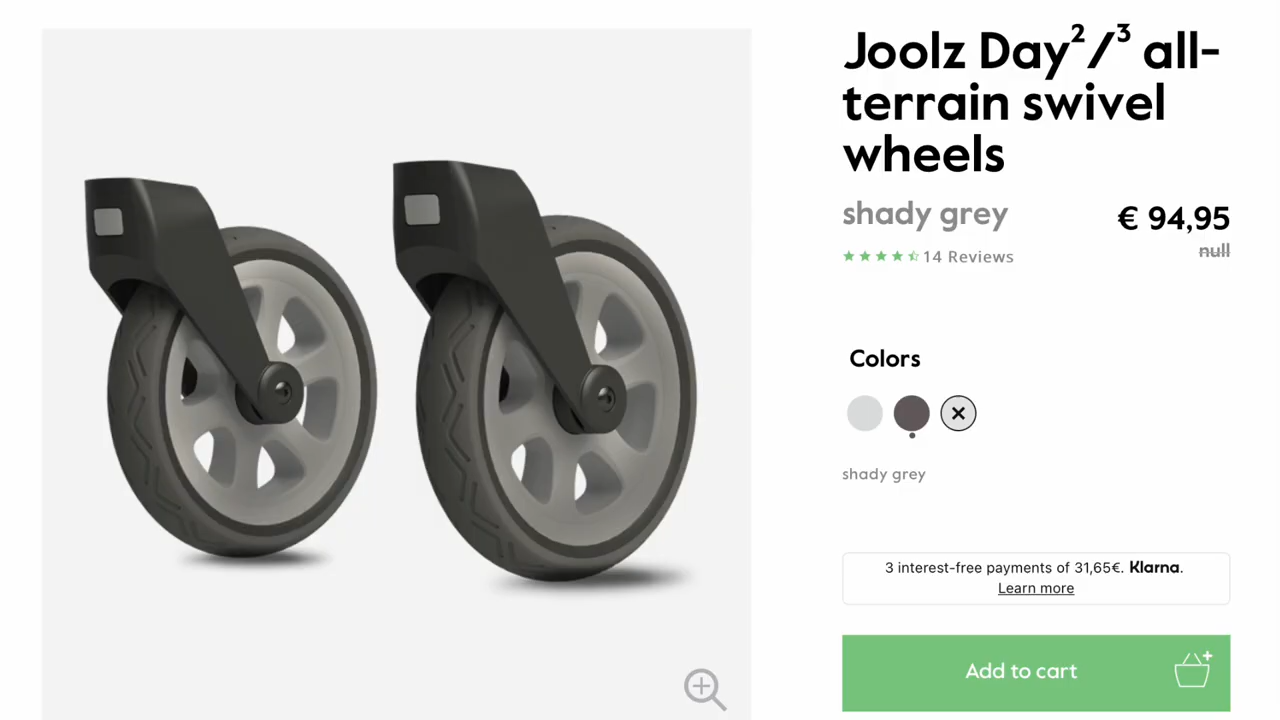 Joolz Day²/³ all-
terrain swivel
wheels
shady grey
€ 94,95
null
14 Reviews
Colors
shady grey
3 interest-free payments of 31,65€. Klarna.
Learn more
Add to cart